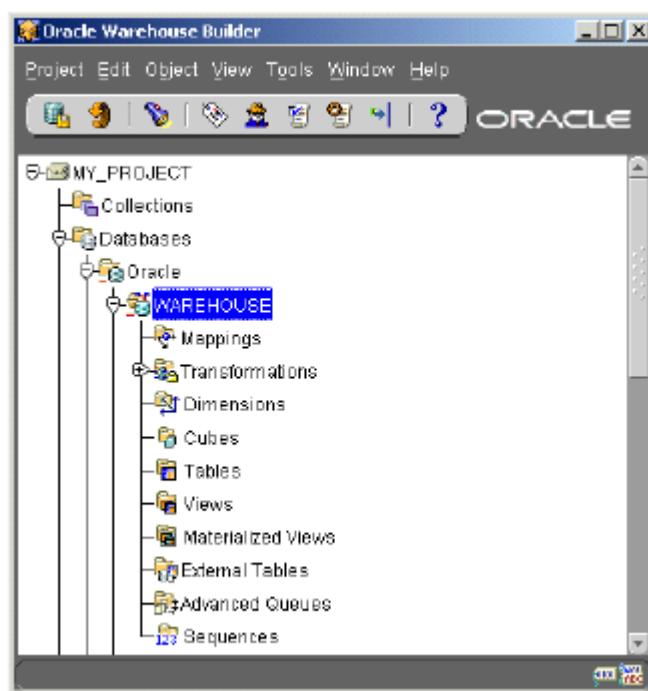 Oracle Warehouse Builder
Project Edit Object View Tools Window Help
ORACLE
MY_PROJECT
Collections
Databases
Oracle
WAREHOUSE
Mappings
Transformations
Dimensions
Cubes
Tables
Views
Materialized Views
External Tables
Advanced Queues
Sequences